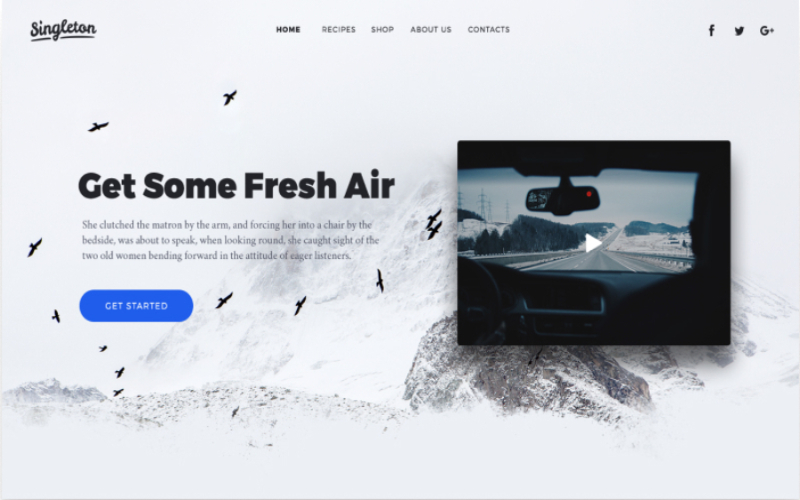 Singleton
HOME RECIPES SHOP ABOUT US CONTACTS
G+
Get Some Fresh Air
She clutched the matron by the arm, and forcing her into a chair by the
bedside, was about to speak, when looking round, she caught sight of the
two old women bending forward in the attitude of eager listeners.
GET STARTED